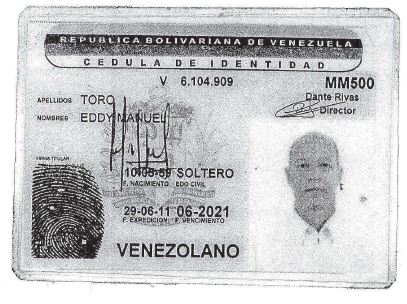 REPUBLICA BOLIVARIANA DE VENEZUELA
CEDULA DE IDENTIDAD
V 6.104.909 MM500
APELLIDOS TORO Dante Rivas
NOMBRES EDDY MANUEL Director
FIRMA TITULAR
10-08-59 SOLTERO
F. NACIMIENTO EDO CIVIL
29-06-11 06-2021
F. EXPEDICION F. VENCIMIENTO
VENEZOLANO